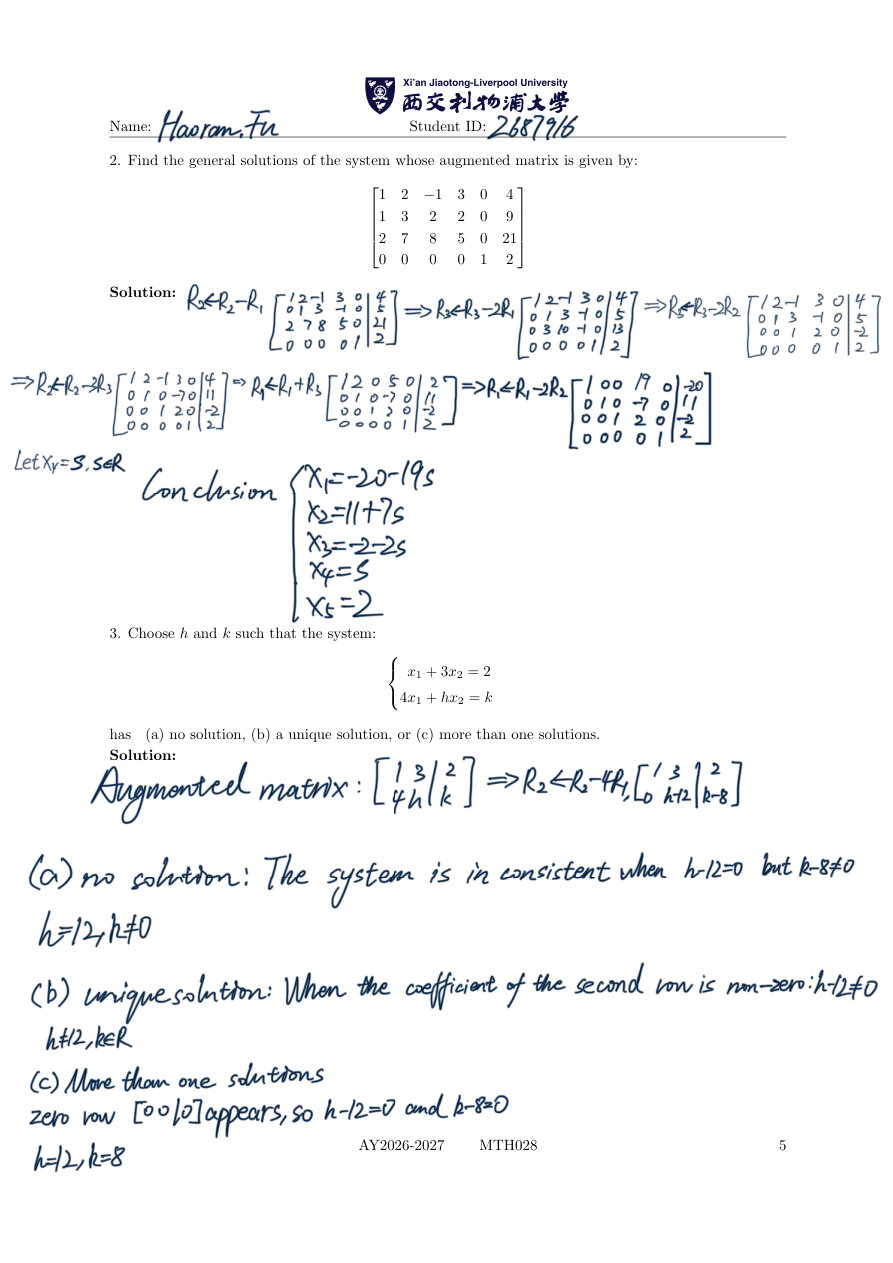 Xi'an Jiaotong-Liverpool University
西交利物浦大學
Name: Haoran.Fu Student ID: 2687916
2. Find the general solutions of the system whose augmented matrix is given by:
1 2 −1 3 0 4
1 3 2 2 0 9
2 7 8 5 0 21
0 0 0 0 1 2
Solution: R2←R2-R1 [1 2 -1 3 0|4; 0 1 3 -1 0|5; 2 7 8 5 0|21; 0 0 0 0 1|2] ⇒R3←R3-2R1 [1 2 -1 3 0|4; 0 1 3 -1 0|5; 0 3 10 -1 0|13; 0 0 0 0 1|2] ⇒R3←R3-3R2 [1 2 -1 3 0|4; 0 1 3 -1 0|5; 0 0 1 2 0|-2; 0 0 0 0 1|2]
⇒R2←R2-3R3 [1 2 -1 3 0|4; 0 1 0 -7 0|11; 0 0 1 2 0|-2; 0 0 0 0 1|2] ⇒R1←R1+R3 [1 2 0 5 0|2; 0 1 0 -7 0|11; 0 0 1 2 0|-2; 0 0 0 0 1|2] ⇒R1←R1-2R2 [1 0 0 19 0|-20; 0 1 0 -7 0|11; 0 0 1 2 0|-2; 0 0 0 0 1|2]
Let x4=s, s∈R
Conclusion x1=-20-19s
x2=11+7s
x3=-2-2s
x4=s
x5=2
3. Choose h and k such that the system:
x1 + 3x2 = 2
4x1 + hx2 = k
has (a) no solution, (b) a unique solution, or (c) more than one solutions.
Solution:
Augmented matrix: [1 3|2; 4 h|k] ⇒R2←R2-4R1, [1 3|2; 0 h-12|k-8]
(a) no solution: The system is in consistent when h-12=0 but k-8≠0
h=12, k≠0
(b) unique solution: When the coefficient of the second row is non-zero: h-12≠0
h≠12, k∈R
(c) More than one solutions
zero row [0 0|0] appears, so h-12=0 and k-8=0
h=12, k=8
AY2026-2027 MTH028 5